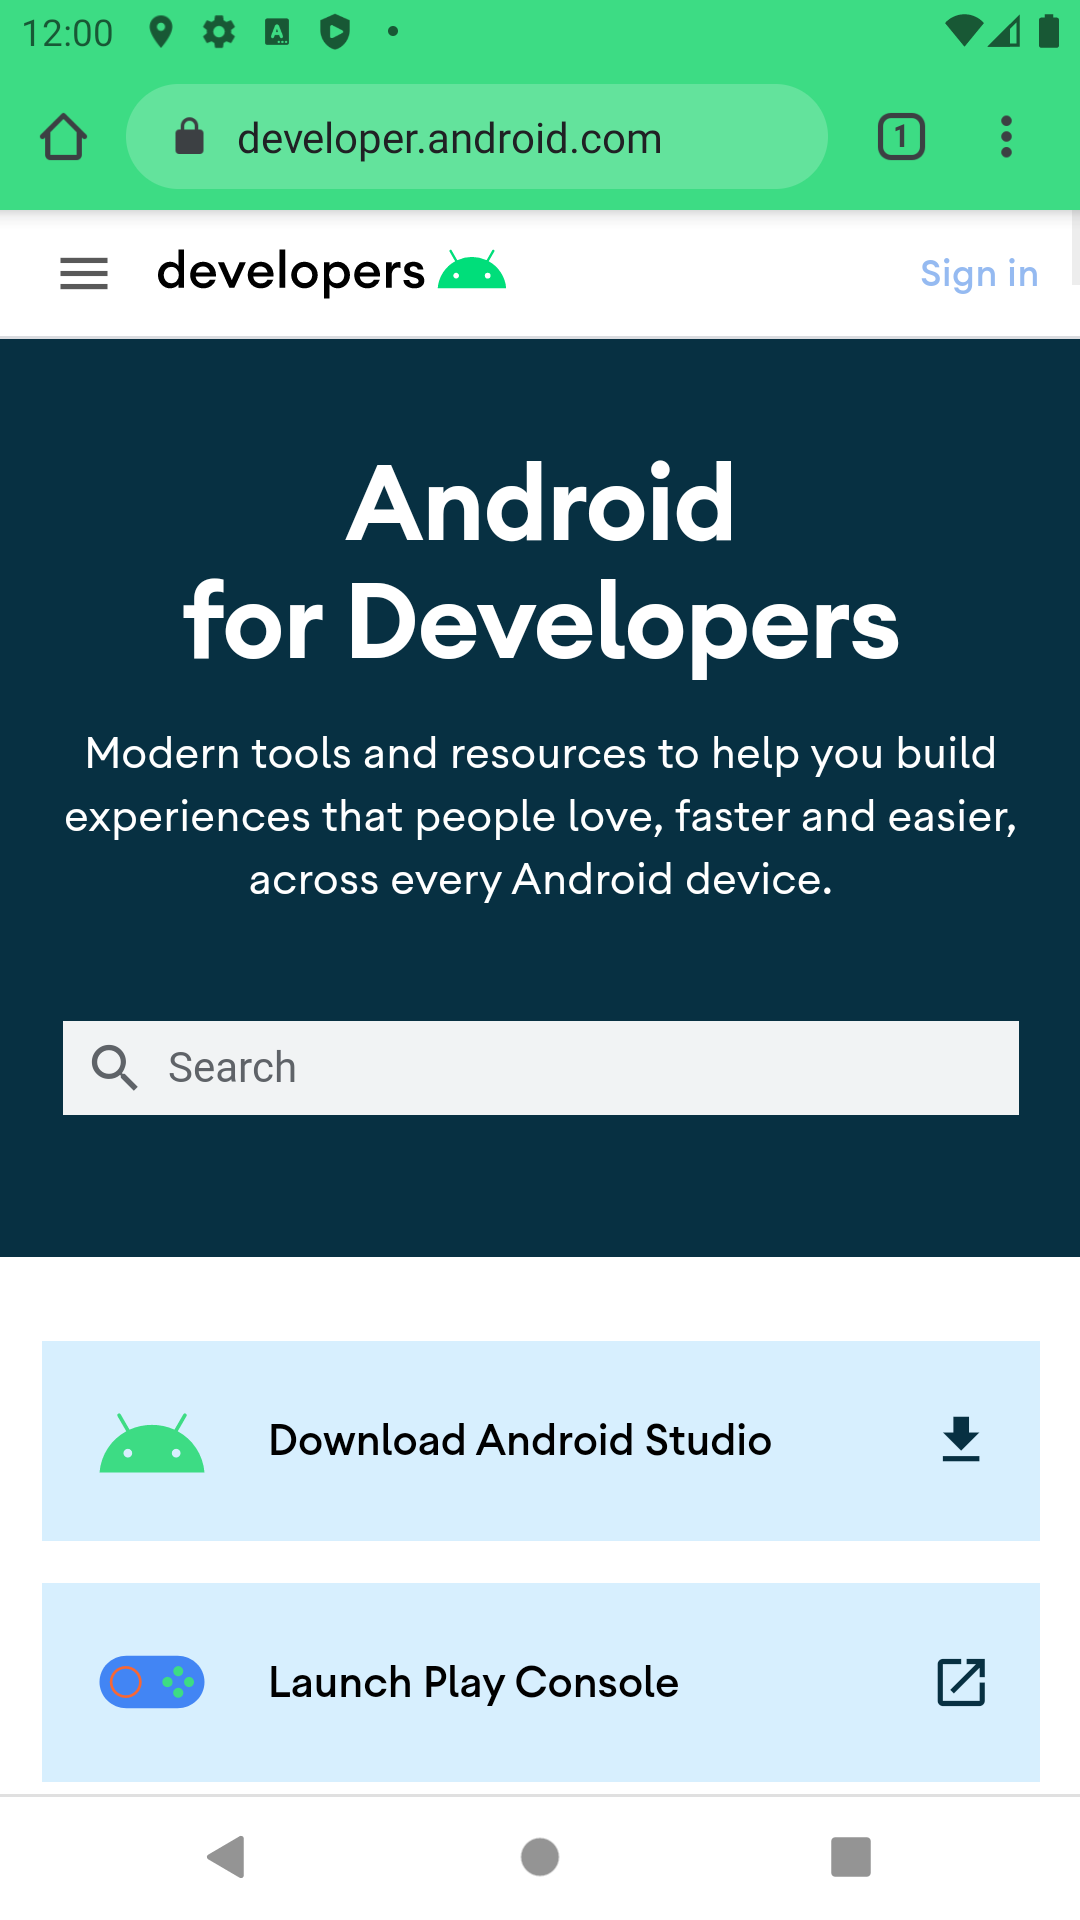 12:00
developer.android.com
1
developers
Sign in
Android
for Developers
Modern tools and resources to help you build
experiences that people love, faster and easier,
across every Android device.
Search
Download Android Studio
Launch Play Console